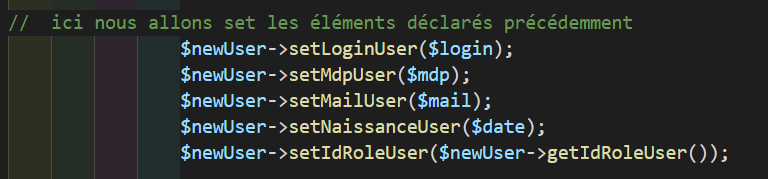 // ici nous allons set les éléments déclarés précédemment
$newUser->setLoginUser($login);
$newUser->setMdpUser($mdp);
$newUser->setMailUser($mail);
$newUser->setNaissanceUser($date);
$newUser->setIdRoleUser($newUser->getIdRoleUser());